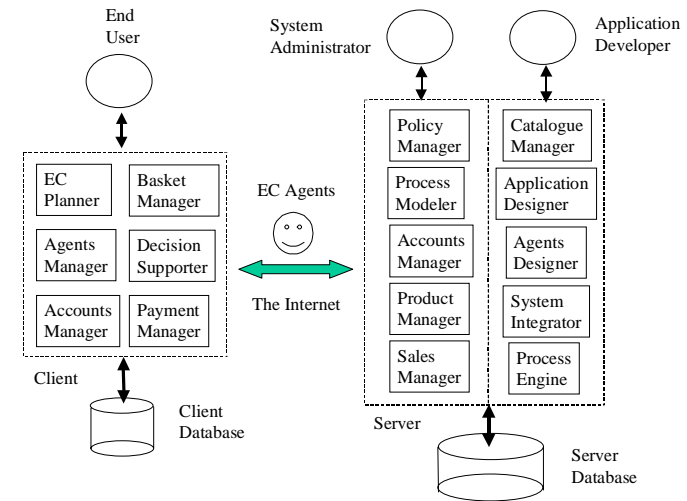 End
User
System
Administrator
Application
Developer
EC
Planner
Basket
Manager
Agents
Manager
Decision
Supporter
Accounts
Manager
Payment
Manager
Client
Client
Database
EC Agents
The Internet
Policy
Manager
Process
Modeler
Accounts
Manager
Product
Manager
Sales
Manager
Catalogue
Manager
Application
Designer
Agents
Designer
System
Integrator
Process
Engine
Server
Server
Database